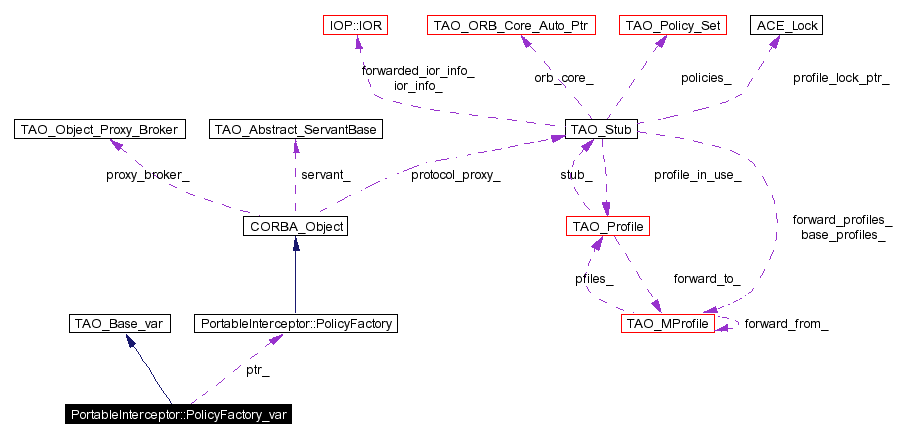 IOP::IOR
TAO_ORB_Core_Auto_Ptr
TAO_Policy_Set
ACE_Lock
forwarded_ior_info_
ior_info_
orb_core_
policies_
profile_lock_ptr_
TAO_Object_Proxy_Broker
TAO_Abstract_ServantBase
TAO_Stub
proxy_broker_
servant_
protocol_proxy_
stub_
profile_in_use_
forward_profiles_
base_profiles_
CORBA_Object
TAO_Profile
pfiles_
forward_to_
TAO_Base_var
PortableInterceptor::PolicyFactory
TAO_MProfile
forward_from_
ptr_
PortableInterceptor::PolicyFactory_var